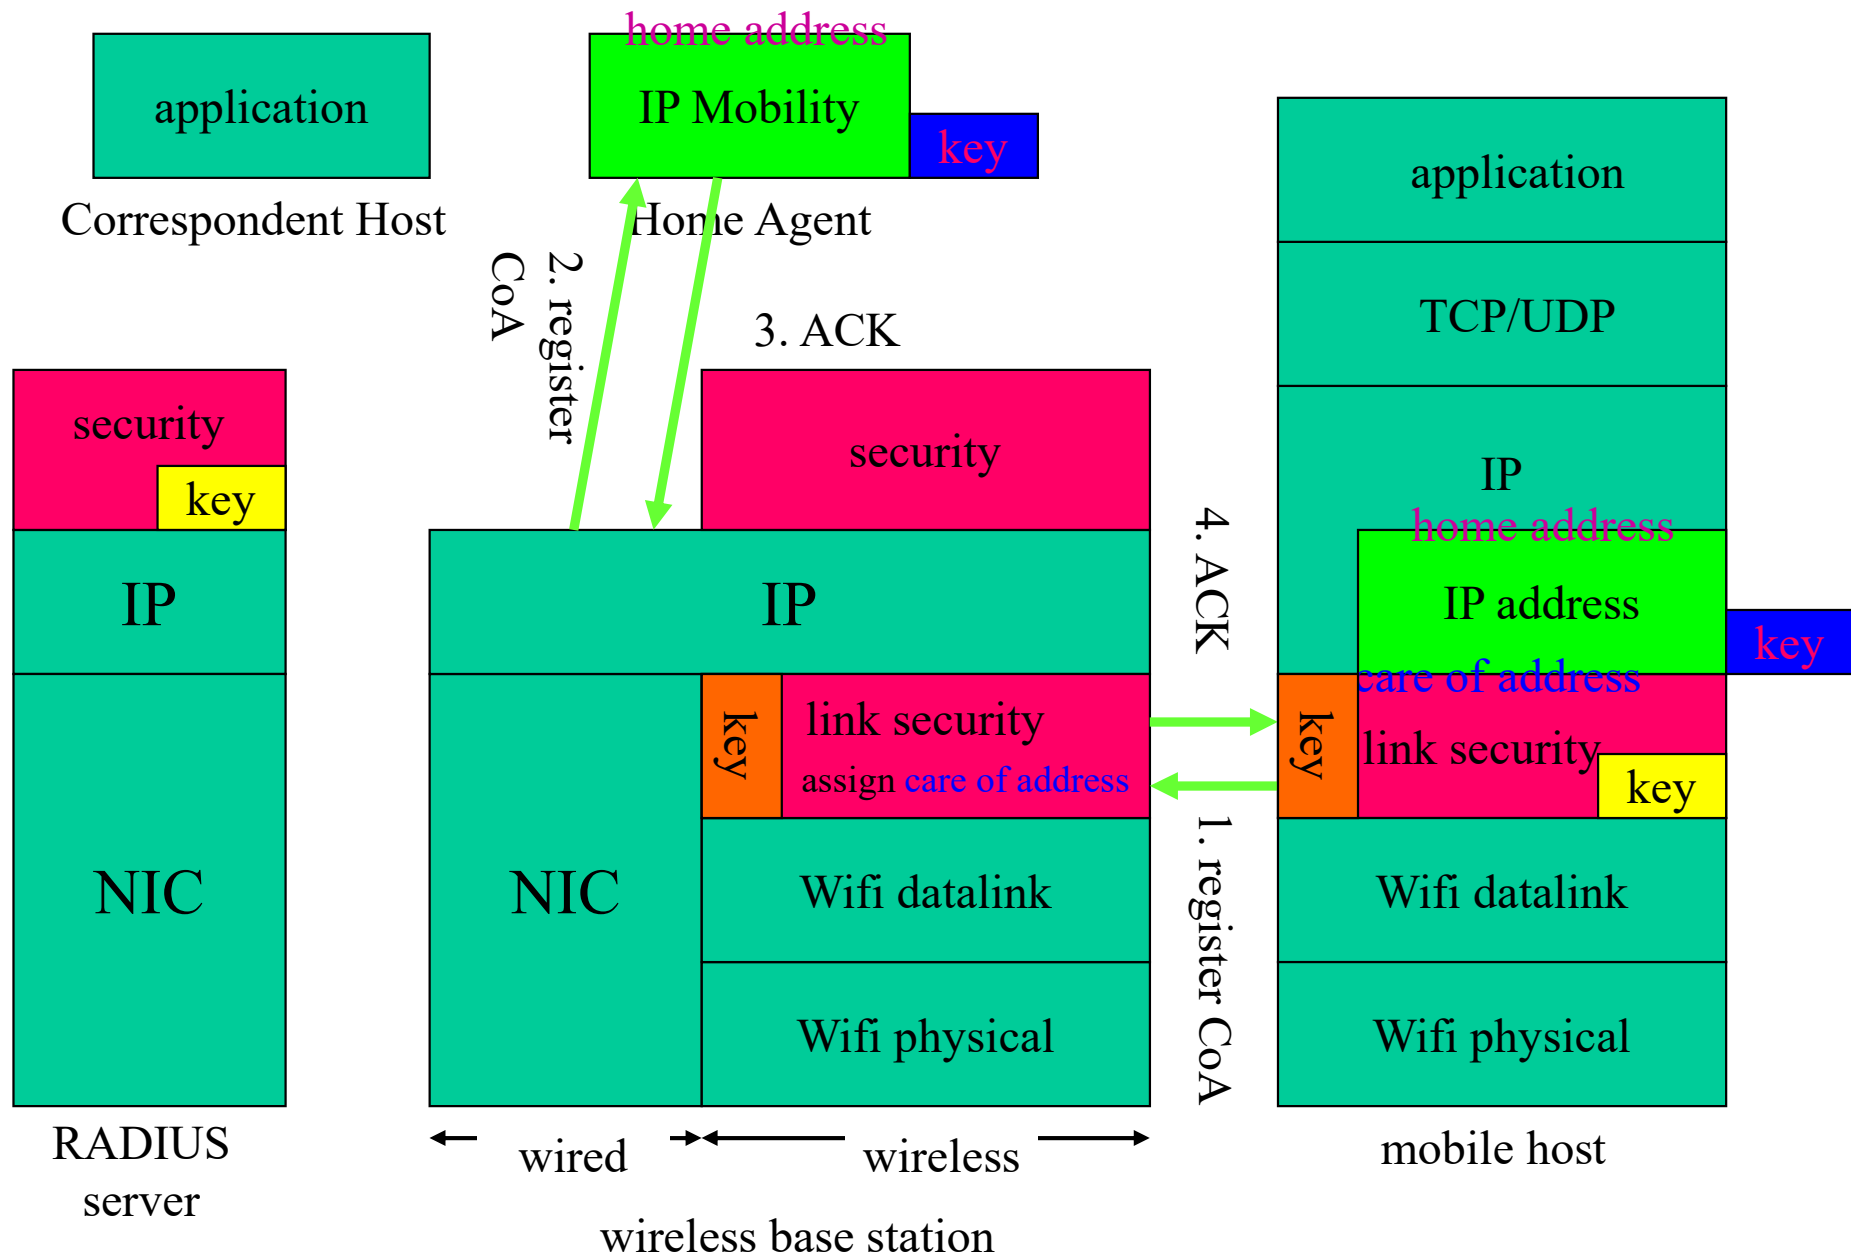 home address
application
IP Mobility
key
Correspondent Host
Home Agent
2. register
CoA
3. ACK
security
key
IP
NIC
RADIUS
server
security
IP
NIC
key
link security
assign care of address
Wifi datalink
Wifi physical
wired
wireless
wireless base station
4. ACK
1. register CoA
application
TCP/UDP
IP
home address
IP address
key
care of address
key
link security
key
Wifi datalink
Wifi physical
mobile host